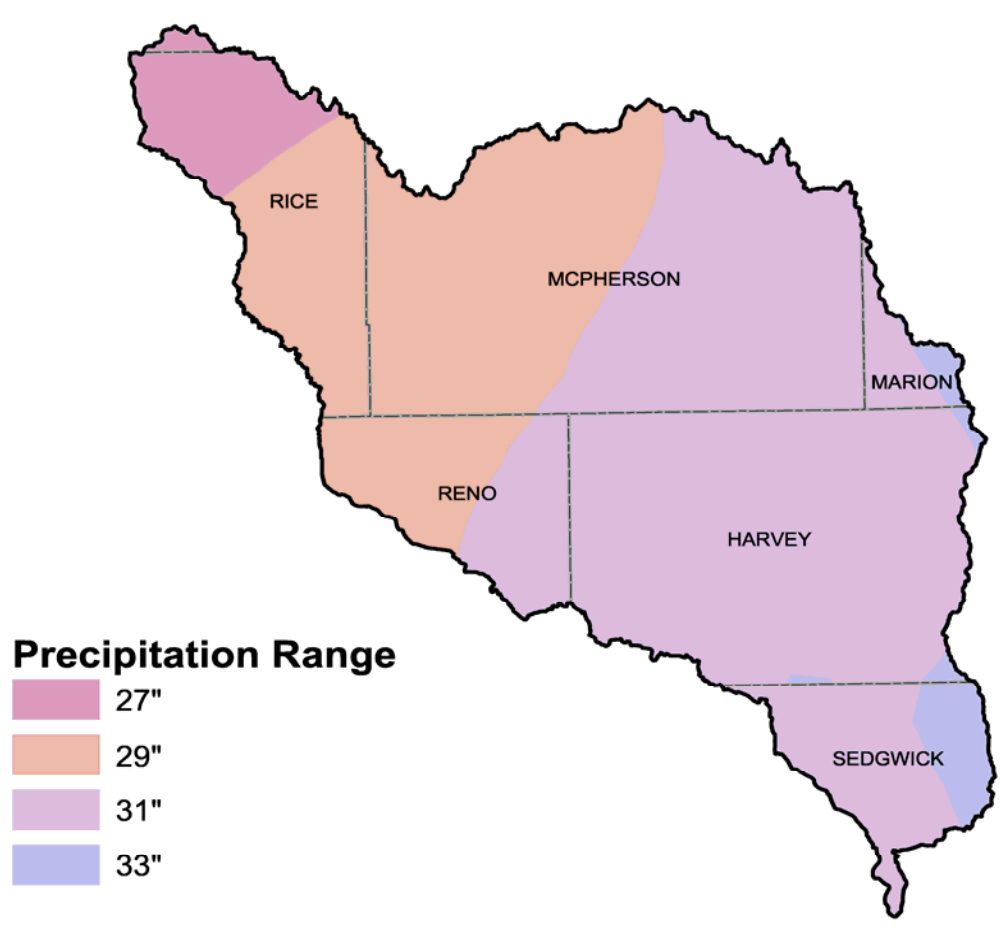 RICE
MCPHERSON
MARION
RENO
HARVEY
SEDGWICK
Precipitation Range
27"
29"
31"
33"